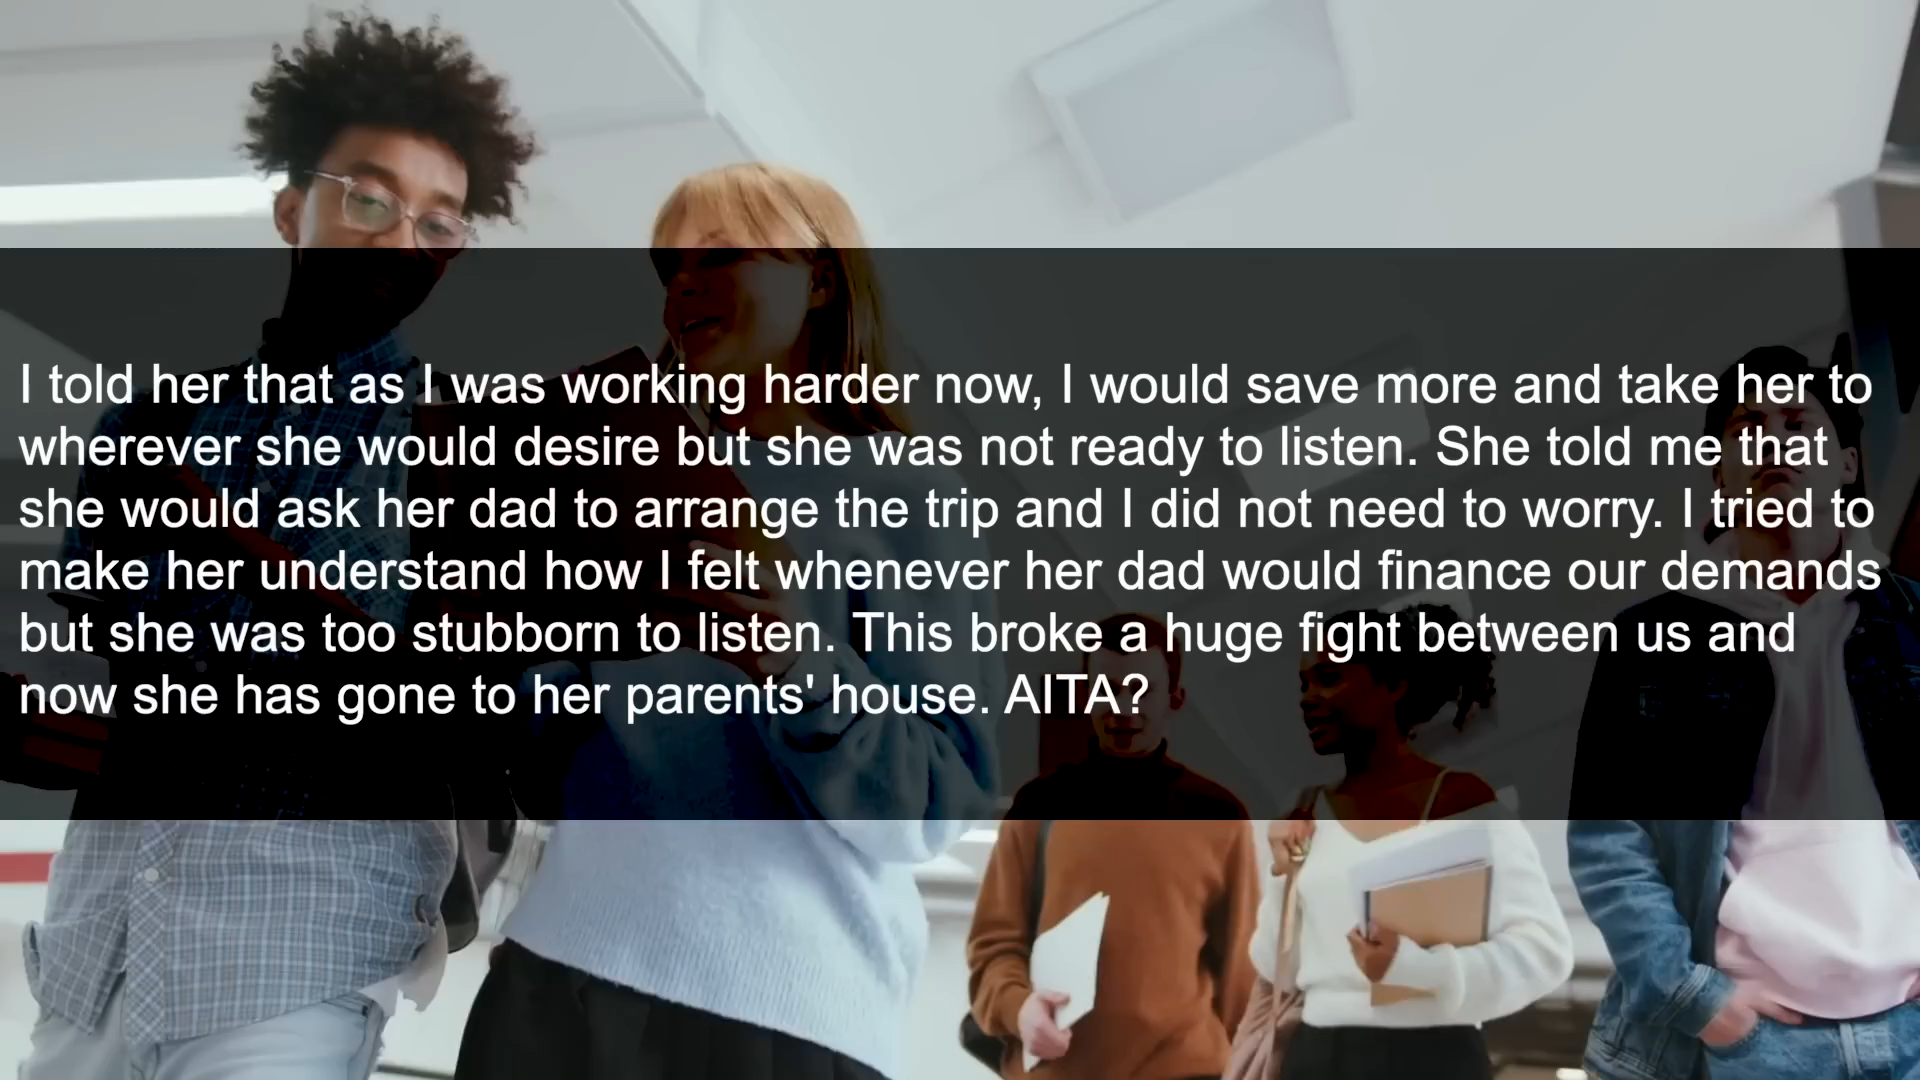 I told her that as I was working harder now, I would save more and take her to
wherever she would desire but she was not ready to listen. She told me that
she would ask her dad to arrange the trip and I did not need to worry. I tried to
make her understand how I felt whenever her dad would finance our demands
but she was too stubborn to listen. This broke a huge fight between us and
now she has gone to her parents' house. AITA?